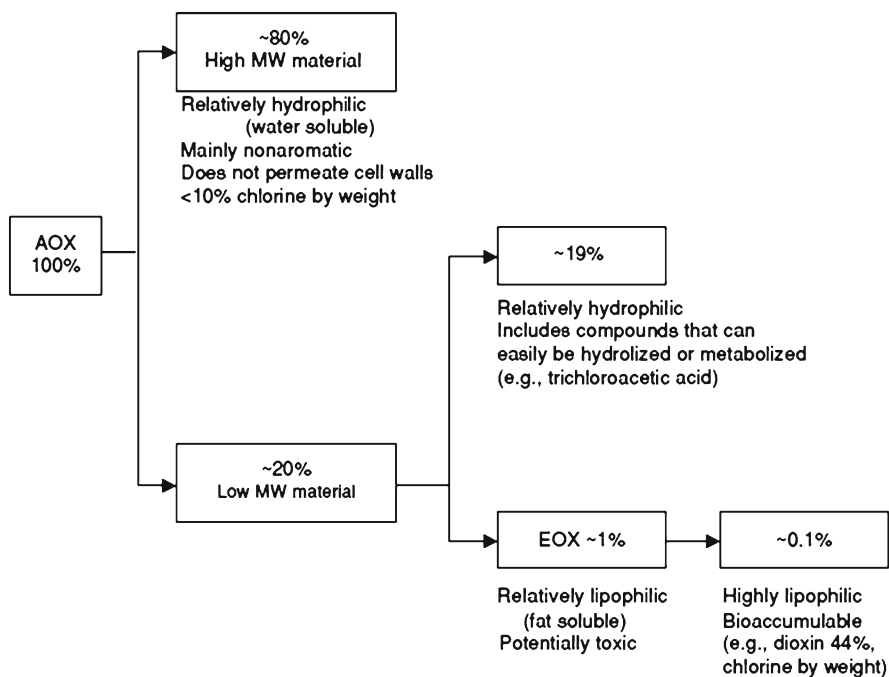 ~80%
High MW material
Relatively hydrophilic
(water soluble)
Mainly nonaromatic
Does not permeate cell walls
<10% chlorine by weight
AOX
100%
~19%
Relatively hydrophilic
Includes compounds that can
easily be hydrolized or metabolized
(e.g., trichloroacetic acid)
~20%
Low MW material
EOX ~1%
Relatively lipophilic
(fat soluble)
Potentially toxic
~0.1%
Highly lipophilic
Bioaccumulable
(e.g., dioxin 44%,
chlorine by weight)